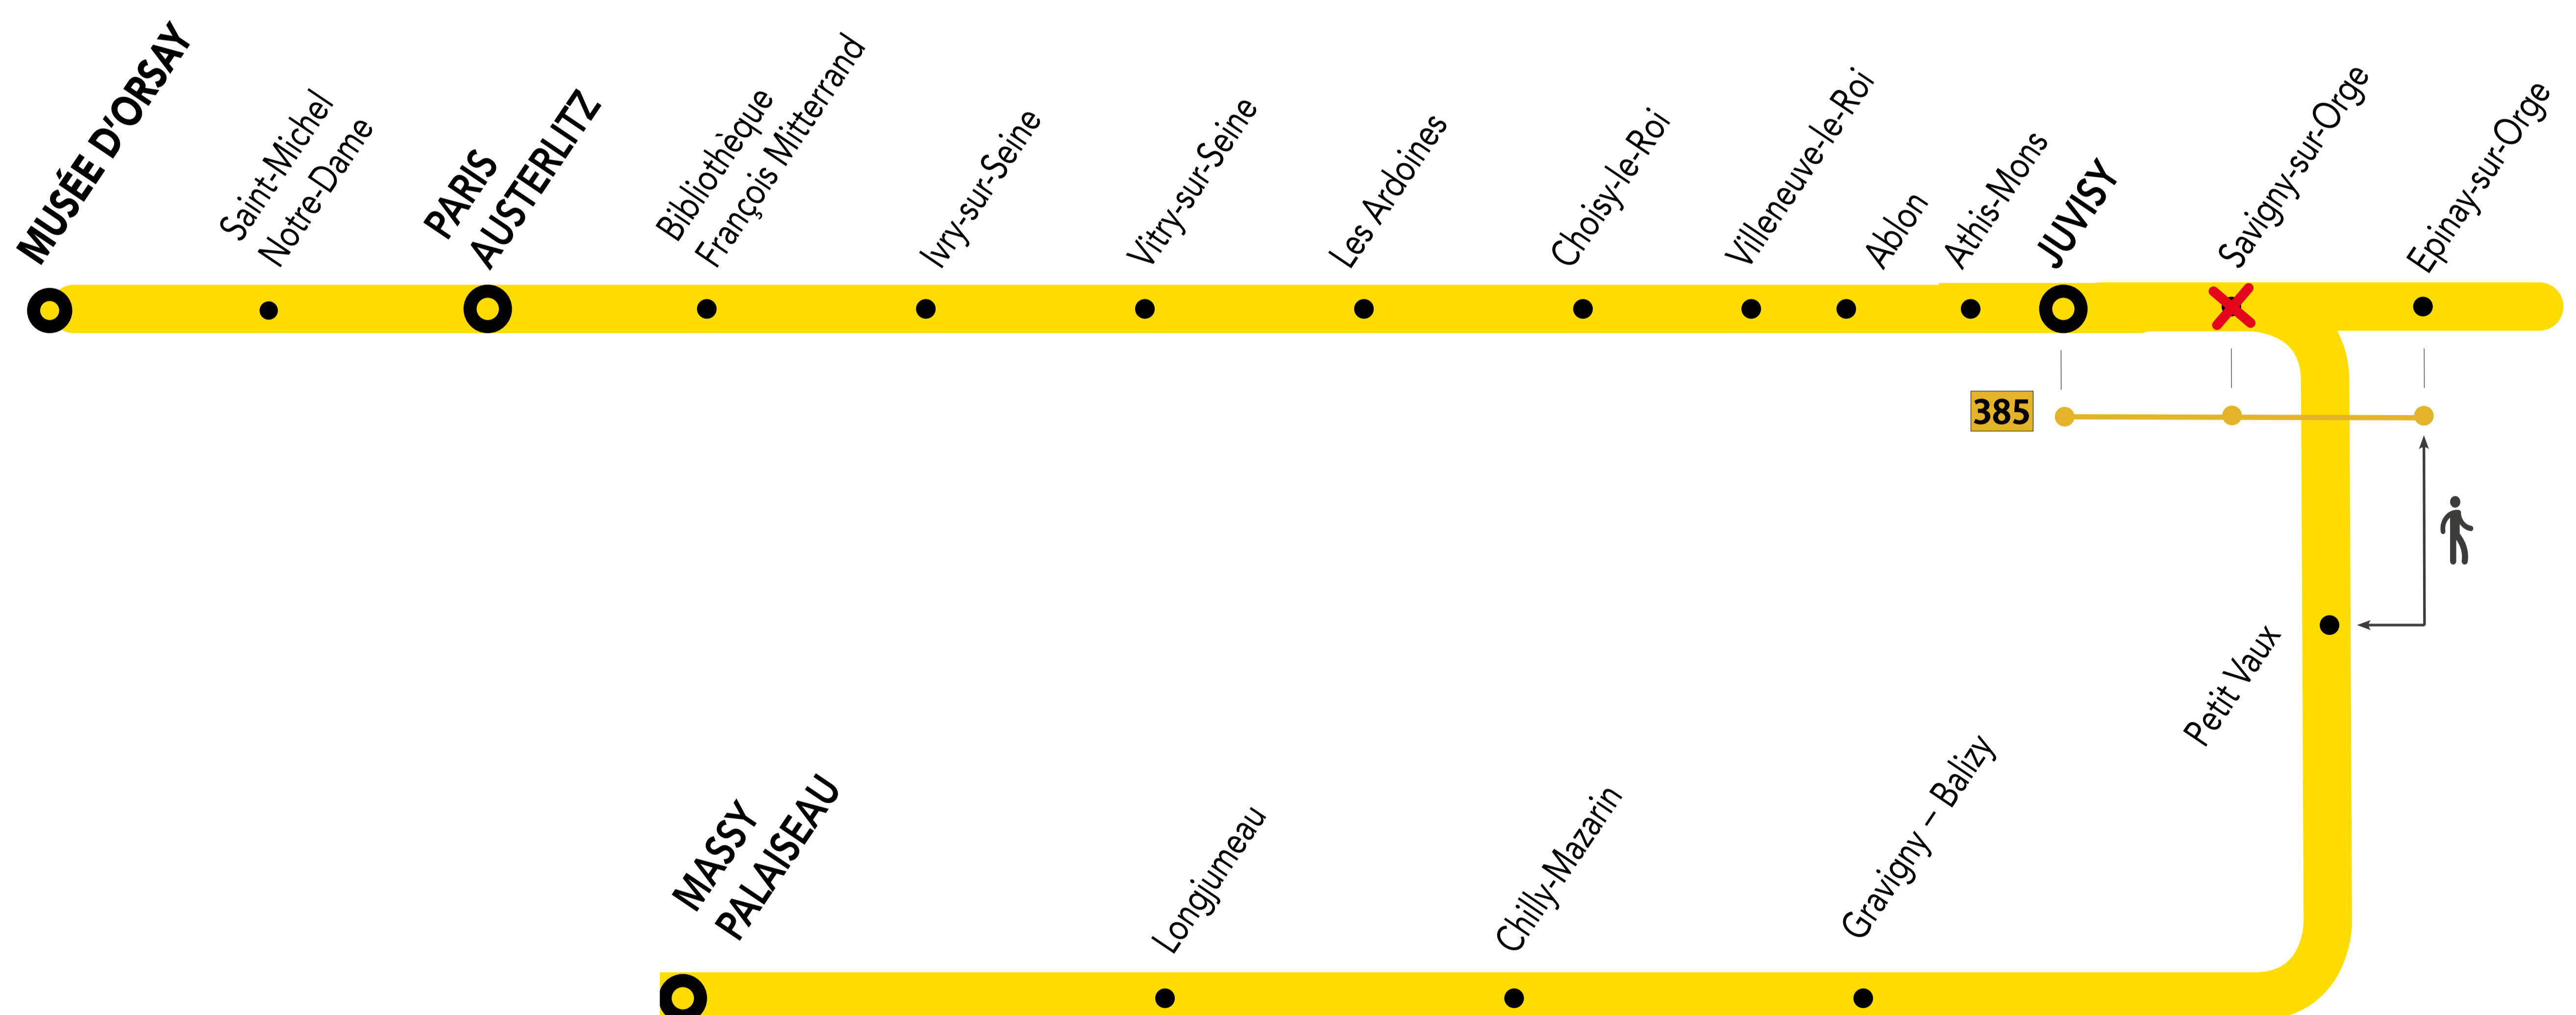 MUSÉE D'ORSAY
Saint-Michel
Notre-Dame
PARIS
AUSTERLITZ
Bibliothèque
François Mitterrand
Ivry-sur-Seine
Vitry-sur-Seine
Les Ardoines
Choisy-le-Roi
Villeneuve-le-Roi
Ablon
Athis-Mons
JUVISY
Savigny-sur-Orge
Epinay-sur-Orge
385
Petit Vaux
MASSY
PALAISEAU
Longjumeau
Chilly-Mazarin
Gravigny – Balizy